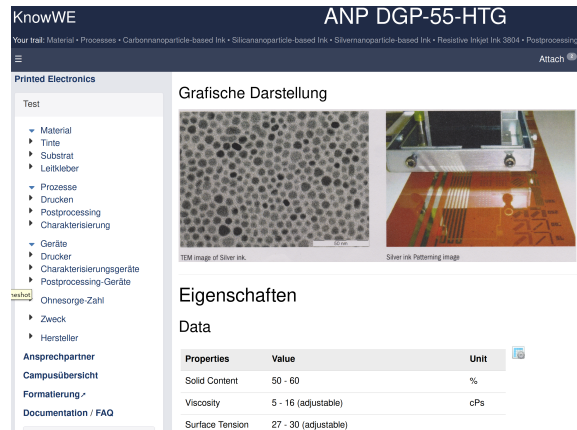 KnowWE
ANP DGP-55-HTG
Your trail: Material • Processes • Carbonnanoparticle-based Ink • Silicananoparticle-based Ink • Silvernanoparticle-based Ink • Resistive Inkjet Ink 3804 • Postprocessing
☰
Attach
Printed Electronics
Test
Material
Tinte
Substrat
Leitkleber
Prozesse
Drucken
Postprocessing
Charakterisierung
Geräte
Drucker
Charakterisierungsgeräte
Postprocessing-Geräte
neshot
Ohnesorge-Zahl
Zweck
Hersteller
Ansprechpartner
Campusübersicht
Formatierung
Documentation / FAQ
Grafische Darstellung
50 nm
TEM image of Silver ink.
Silver ink Patterning image
Eigenschaften
Data
Properties Value Unit
Solid Content 50 - 60 %
Viscosity 5 - 16 (adjustable) cPs
Surface Tension 27 - 30 (adjustable)